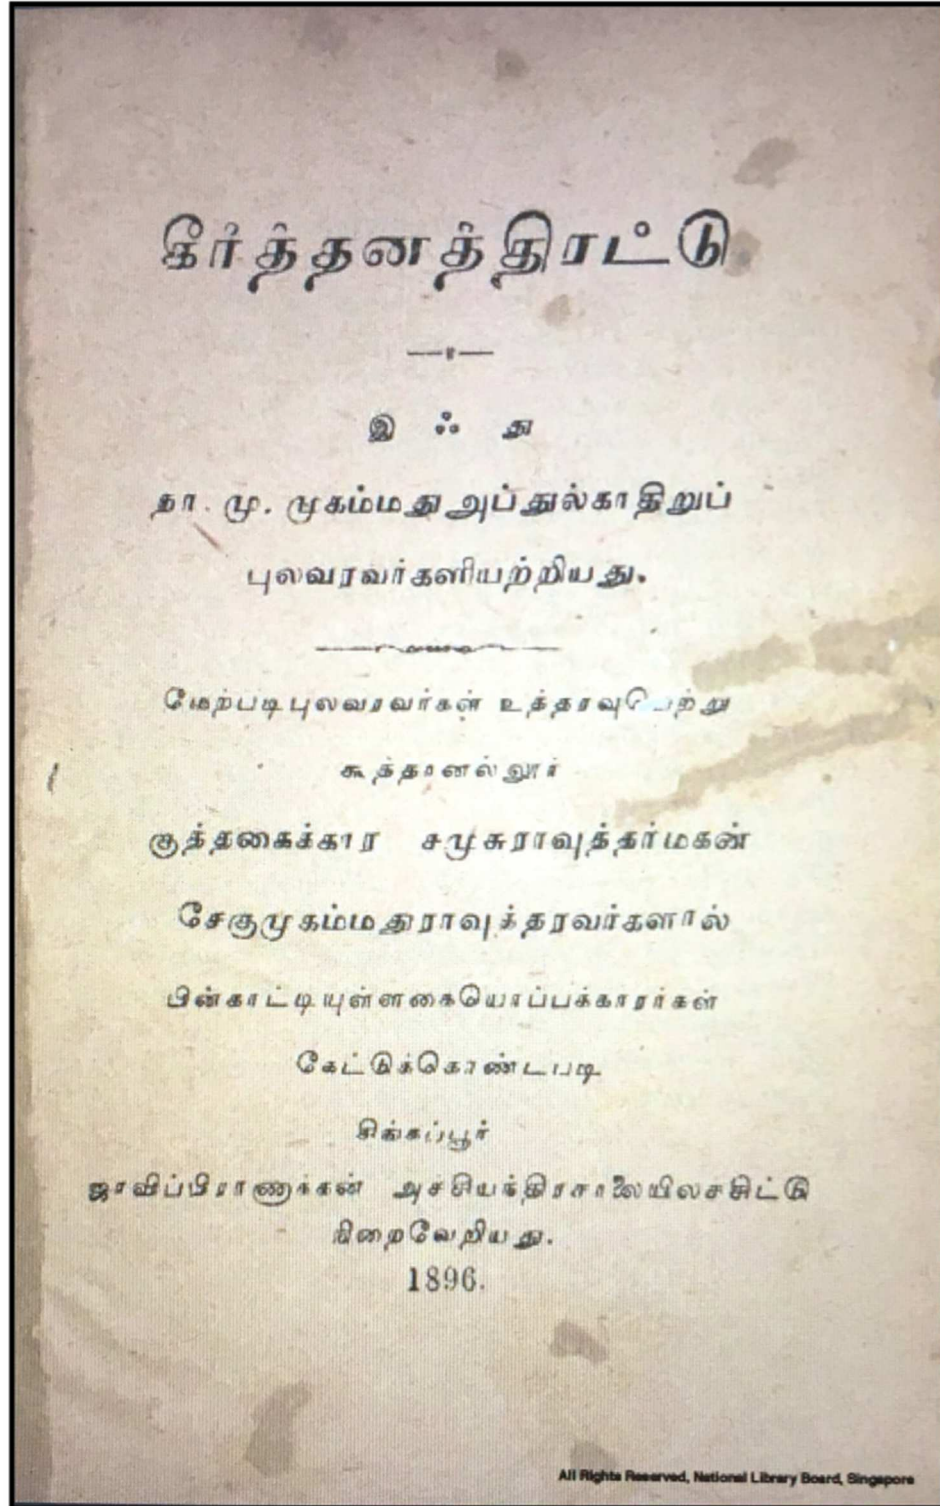 கீர்த்தனத்திரட்டு
இ ஃ து
தா. மு. முகம்மது அப்துல்காதிறுப்
புலவரவர்களியற்றியது.
மேற்படி புலவரவர்கள் உத்தரவுபெற்று
கூத்தாநல்லூர்
குத்தகைக்கார சமுசுராவுத்தர்மகன்
சேகுமுகம்மதுராவுத்தரவர்களால்
பின்காட்டியுள்ளகையொப்பக்காரர்கள்
கேட்டுக்கொண்டபடி
சிங்கப்பூர்
ஜாவிப்பிராணாக்கன் அச்சியந்திரசாலையிலச்சிட்டு
நிறைவேறியது.
1896.
All Rights Reserved, National Library Board, Singapore